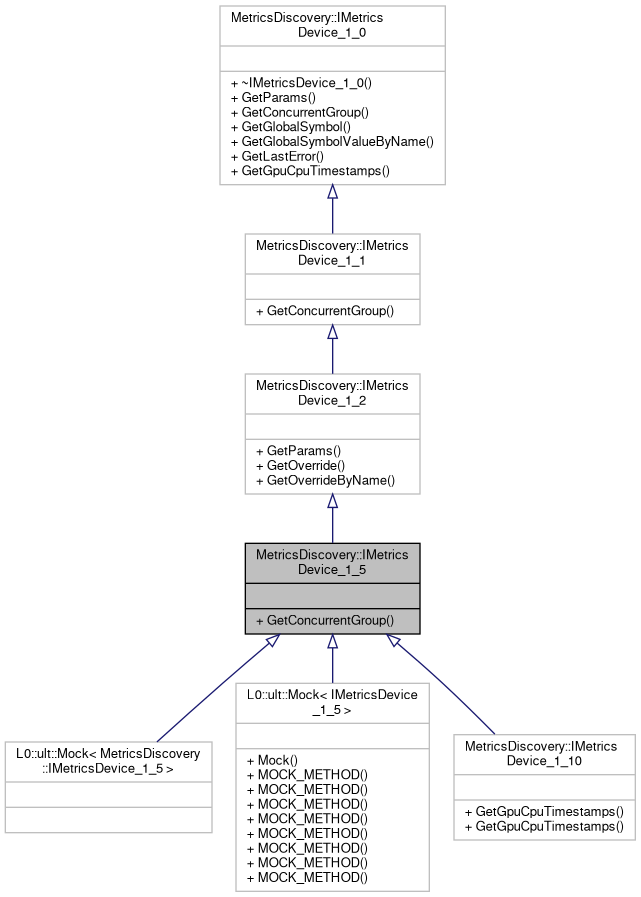 MetricsDiscovery::IMetrics
Device_1_0
+ ~IMetricsDevice_1_0()
+ GetParams()
+ GetConcurrentGroup()
+ GetGlobalSymbol()
+ GetGlobalSymbolValueByName()
+ GetLastError()
+ GetGpuCpuTimestamps()
MetricsDiscovery::IMetrics
Device_1_1
+ GetConcurrentGroup()
MetricsDiscovery::IMetrics
Device_1_2
+ GetParams()
+ GetOverride()
+ GetOverrideByName()
MetricsDiscovery::IMetrics
Device_1_5
+ GetConcurrentGroup()
L0::ult::Mock< MetricsDiscovery
::IMetricsDevice_1_5 >
L0::ult::Mock< IMetricsDevice
_1_5 >
+ Mock()
+ MOCK_METHOD()
+ MOCK_METHOD()
+ MOCK_METHOD()
+ MOCK_METHOD()
+ MOCK_METHOD()
+ MOCK_METHOD()
+ MOCK_METHOD()
+ MOCK_METHOD()
MetricsDiscovery::IMetrics
Device_1_10
+ GetGpuCpuTimestamps()
+ GetGpuCpuTimestamps()